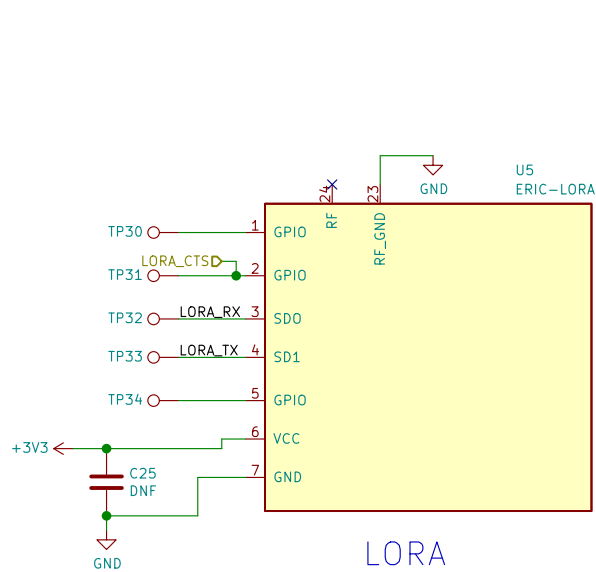 U5
ERIC-LORA
GND
24
23
RF
RF_GND
TP30
1
GPIO
LORA_CTS
TP31
2
GPIO
TP32
LORA_RX
3
SDO
TP33
LORA_TX
4
SD1
TP34
5
GPIO
+3V3
6
VCC
7
GND
C25
DNF
GND
LORA